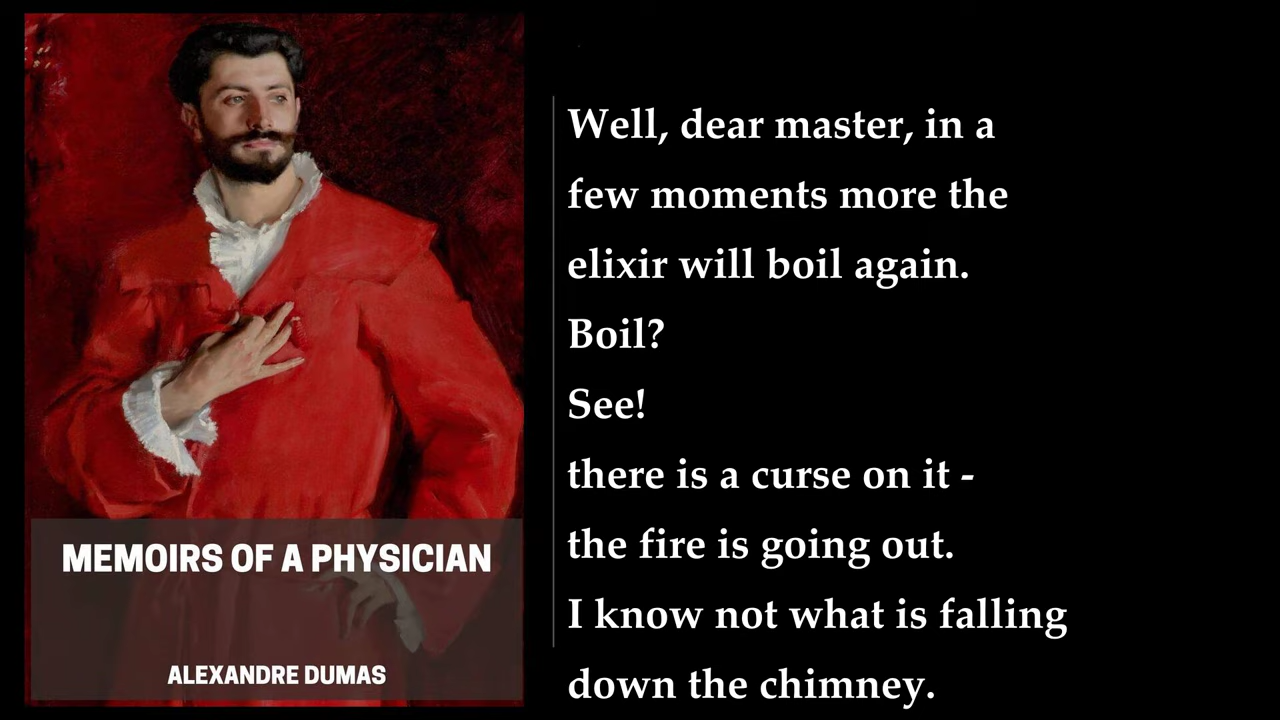 MEMOIRS OF A PHYSICIAN
ALEXANDRE DUMAS
Well, dear master, in a
few moments more the
elixir will boil again.
Boil?
See!
there is a curse on it -
the fire is going out.
I know not what is falling
down the chimney.